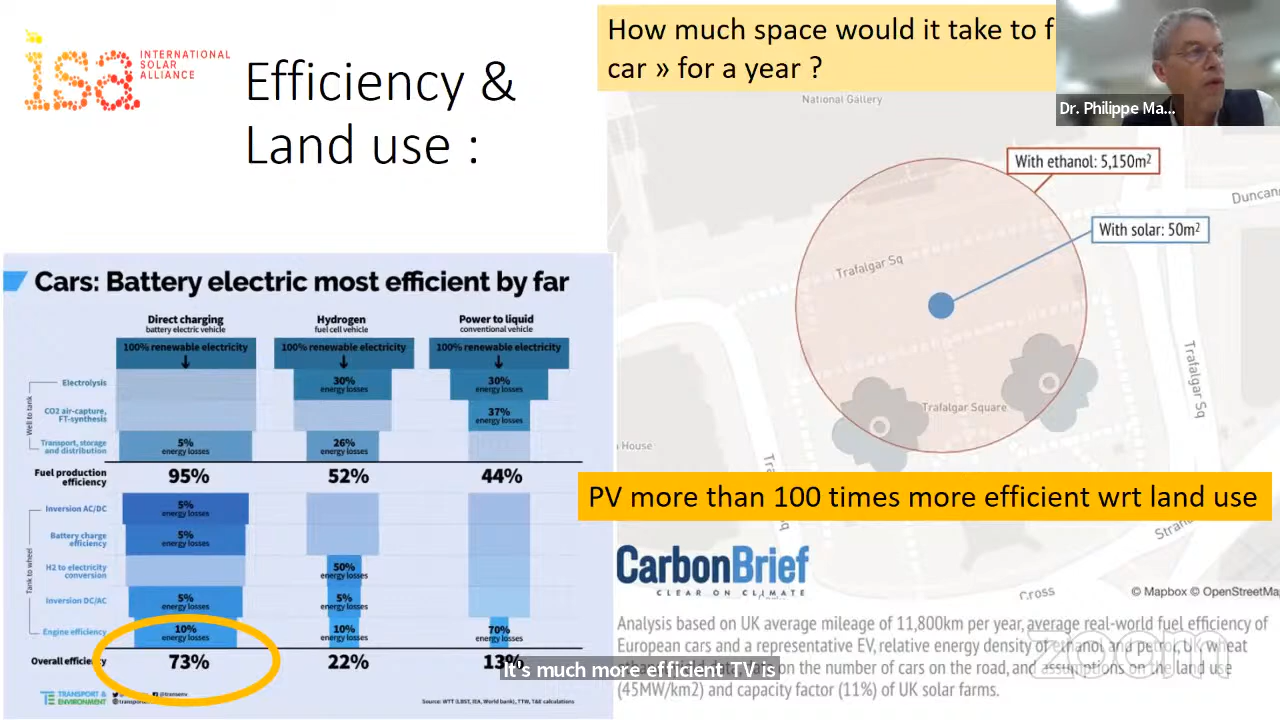 isa INTERNATIONAL
SOLAR
ALLIANCE
Efficiency &
Land use :
How much space would it take to f
car » for a year ?
Dr. Philippe Ma...
National Gallery
With ethanol: 5,150m²
With solar: 50m²
Duncan
Trafalgar Sq
Trafalgar Sq
Trafalgar Square
House
Trafalgar Sq
PV more than 100 times more efficient wrt land use
Strand
Cross
CarbonBrief
CLEAR ON CLIMATE
© Mapbox © OpenStreetMa
Analysis based on UK average mileage of 11,800km per year, average real-world fuel efficiency of
European cars and a representative EV, relative energy density of ethanol and petrol, UK wheat
on the number of cars on the road, and assumptions on the land use
(45MW/km2) and capacity factor (11%) of UK solar farms.
zoom
Cars: Battery electric most efficient by far
Direct charging
battery electric vehicle
Hydrogen
fuel cell vehicle
Power to liquid
conventional vehicle
100% renewable electricity
100% renewable electricity
100% renewable electricity
Well to tank
Electrolysis
30%
energy losses
30%
energy losses
CO2 air-capture,
FT-synthesis
37%
energy losses
Transport, storage
and distribution
5%
energy losses
26%
energy losses
Fuel production
efficiency
95%
52%
44%
Tank to wheel
Inversion AC/DC
5%
energy losses
Battery charge
efficiency
5%
energy losses
H2 to electricity
conversion
50%
energy losses
Inversion DC/AC
5%
energy losses
5%
energy losses
Engine efficiency
10%
energy losses
10%
energy losses
70%
energy losses
Overall efficiency
73%
22%
13%
TRANSPORT &
ENVIRONMENT
Source: WTT (LBST, IEA, World bank), TTW, T&E calculations
It's much more efficient TV is